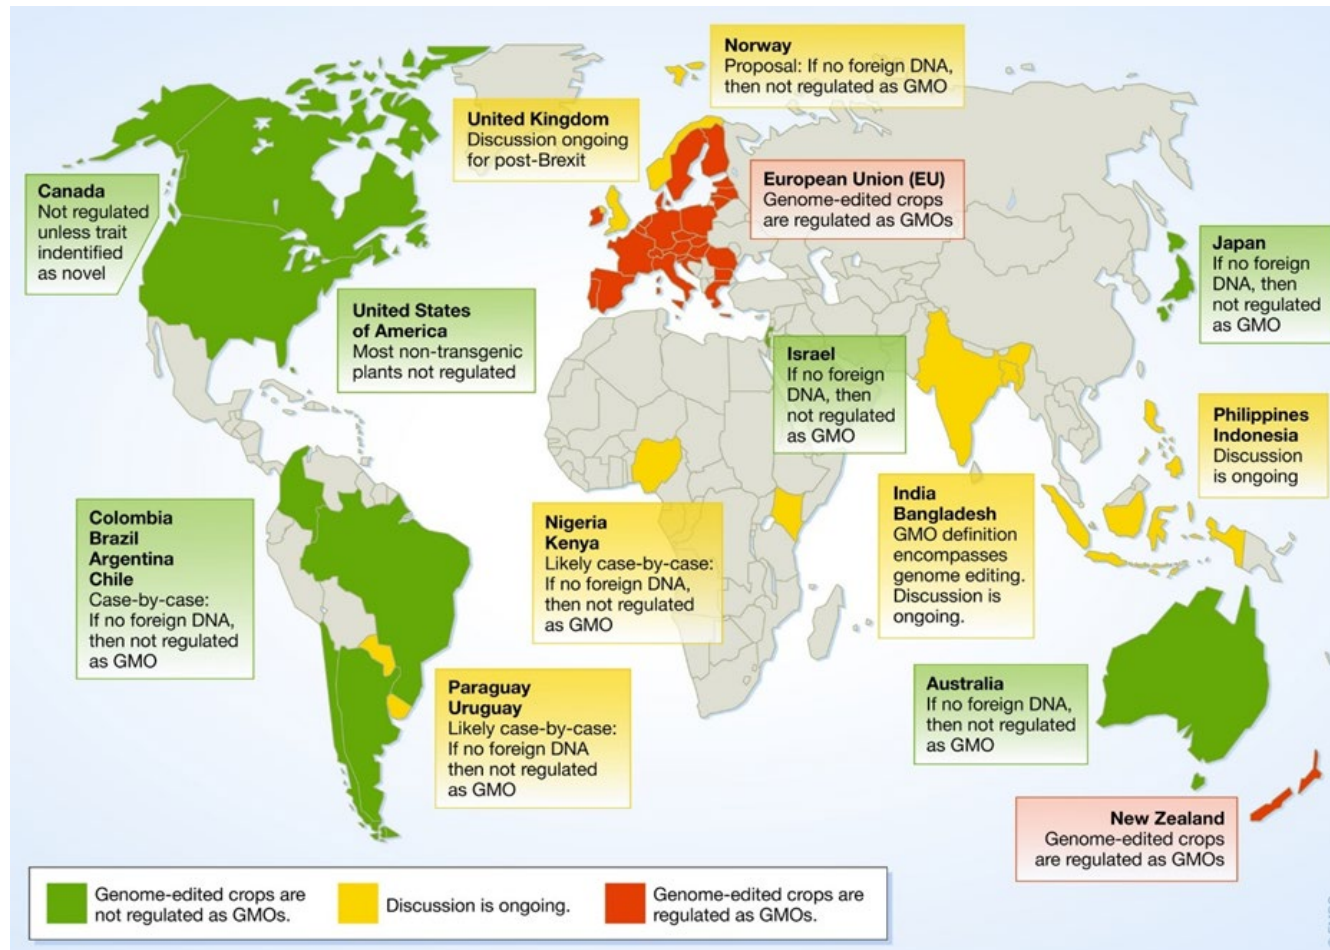 Norway
Proposal: If no foreign DNA,
then not regulated as GMO
United Kingdom
Discussion ongoing
for post-Brexit
European Union (EU)
Genome-edited crops
are regulated as GMOs
Canada
Not regulated
unless trait
indentified
as novel
United States
of America
Most non-transgenic
plants not regulated
Japan
If no foreign
DNA, then
not regulated
as GMO
Israel
If no foreign
DNA, then
not regulated
as GMO
Philippines
Indonesia
Discussion
is ongoing
Colombia
Brazil
Argentina
Chile
Case-by-case:
If no foreign DNA,
then not regulated
as GMO
Nigeria
Kenya
Likely case-by-case:
If no foreign DNA,
then not regulated
as GMO
India
Bangladesh
GMO definition
encompasses
genome editing.
Discussion is
ongoing.
Paraguay
Uruguay
Likely case-by-case:
If no foreign DNA
then not regulated
as GMO
Australia
If no foreign DNA,
then not regulated
as GMO
New Zealand
Genome-edited crops
are regulated as GMOs
Genome-edited crops are
not regulated as GMOs.
Discussion is ongoing.
Genome-edited crops are
regulated as GMOs.